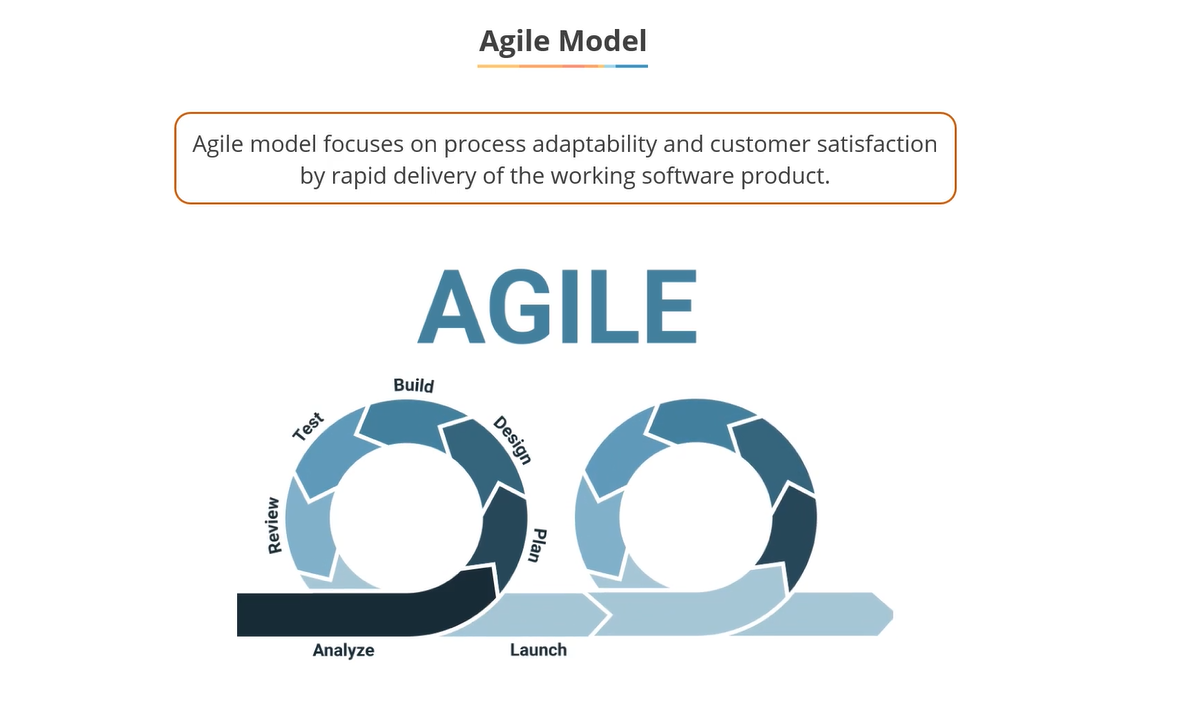 Agile Model
Agile model focuses on process adaptability and customer satisfaction
by rapid delivery of the working software product.
AGILE
Build
Test
Design
Review
Plan
Analyze
Launch